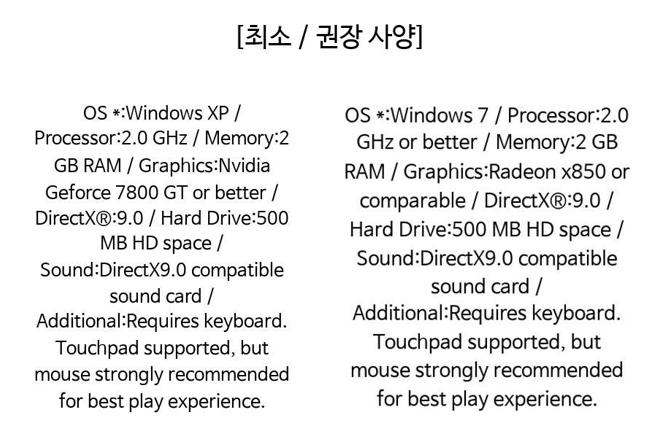 [최소 / 권장 사양]
OS *:Windows XP /
Processor:2.0 GHz / Memory:2
GB RAM / Graphics:Nvidia
Geforce 7800 GT or better /
DirectX®:9.0 / Hard Drive:500
MB HD space /
Sound:DirectX9.0 compatible
sound card /
Additional:Requires keyboard.
Touchpad supported, but
mouse strongly recommended
for best play experience.
OS *:Windows 7 / Processor:2.0
GHz or better / Memory:2 GB
RAM / Graphics:Radeon x850 or
comparable / DirectX®:9.0 /
Hard Drive:500 MB HD space /
Sound:DirectX9.0 compatible
sound card /
Additional:Requires keyboard.
Touchpad supported, but
mouse strongly recommended
for best play experience.